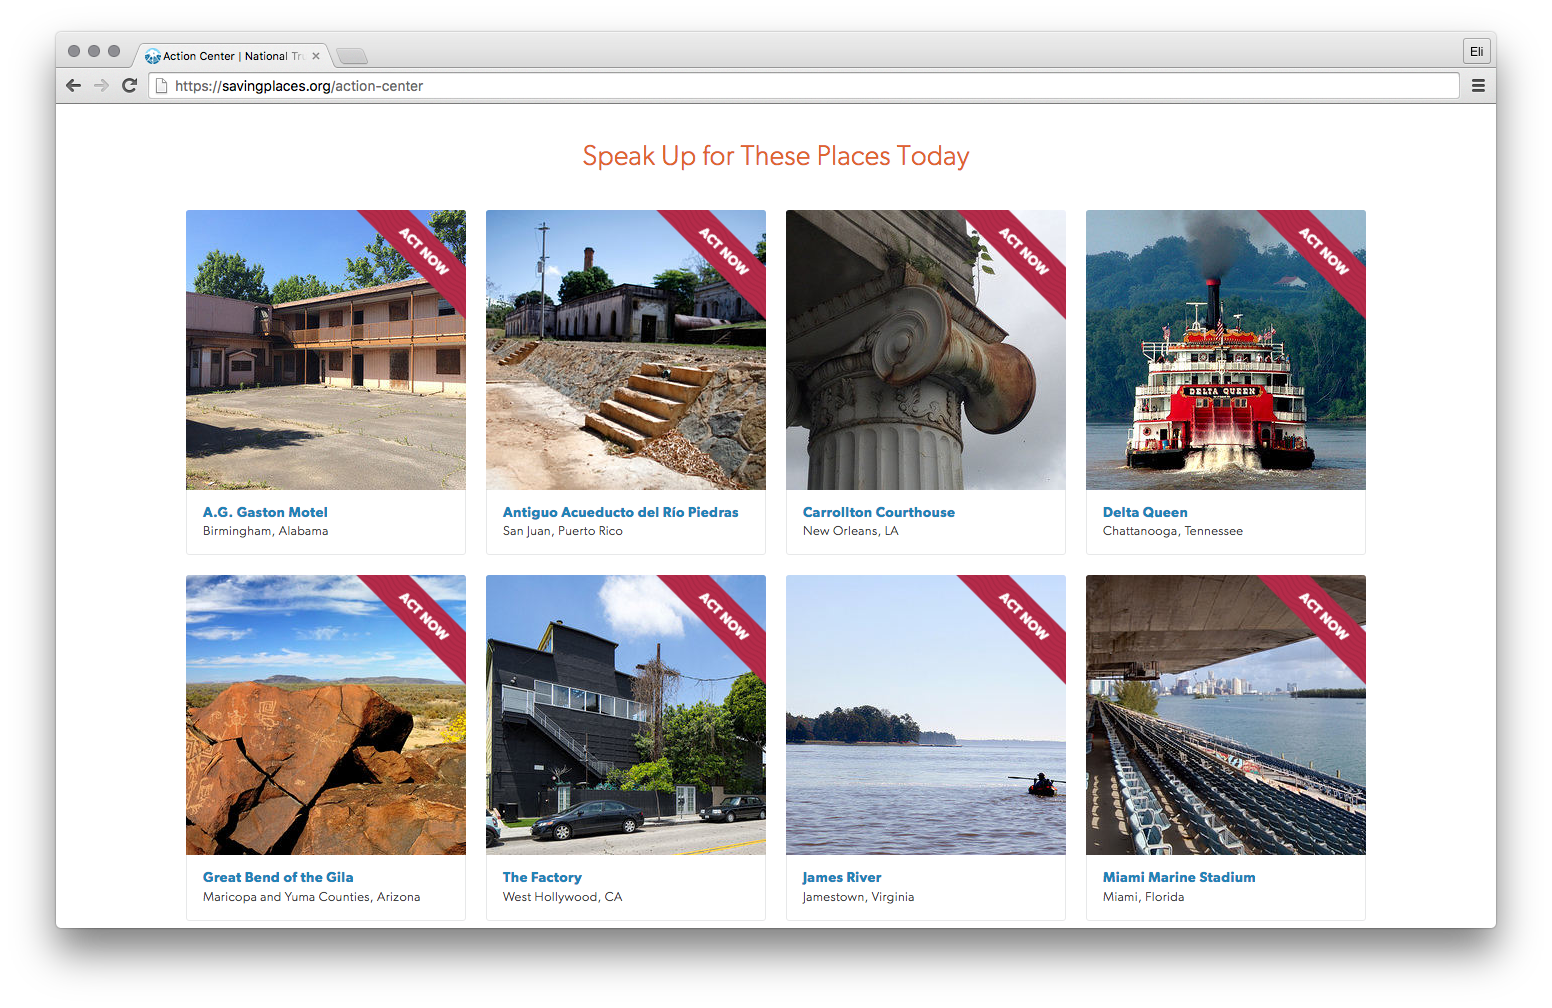 Action Center | National Tr
Eli
https://savingplaces.org/action-center
Speak Up for These Places Today
ACT NOW
ACT NOW
ACT NOW
ACT NOW
DELTA QUEEN
A.G. Gaston Motel
Birmingham, Alabama
Antiguo Acueducto del Río Piedras
San Juan, Puerto Rico
Carrollton Courthouse
New Orleans, LA
Delta Queen
Chattanooga, Tennessee
ACT NOW
ACT NOW
ACT NOW
ACT NOW
Great Bend of the Gila
Maricopa and Yuma Counties, Arizona
The Factory
West Hollywood, CA
James River
Jamestown, Virginia
Miami Marine Stadium
Miami, Florida